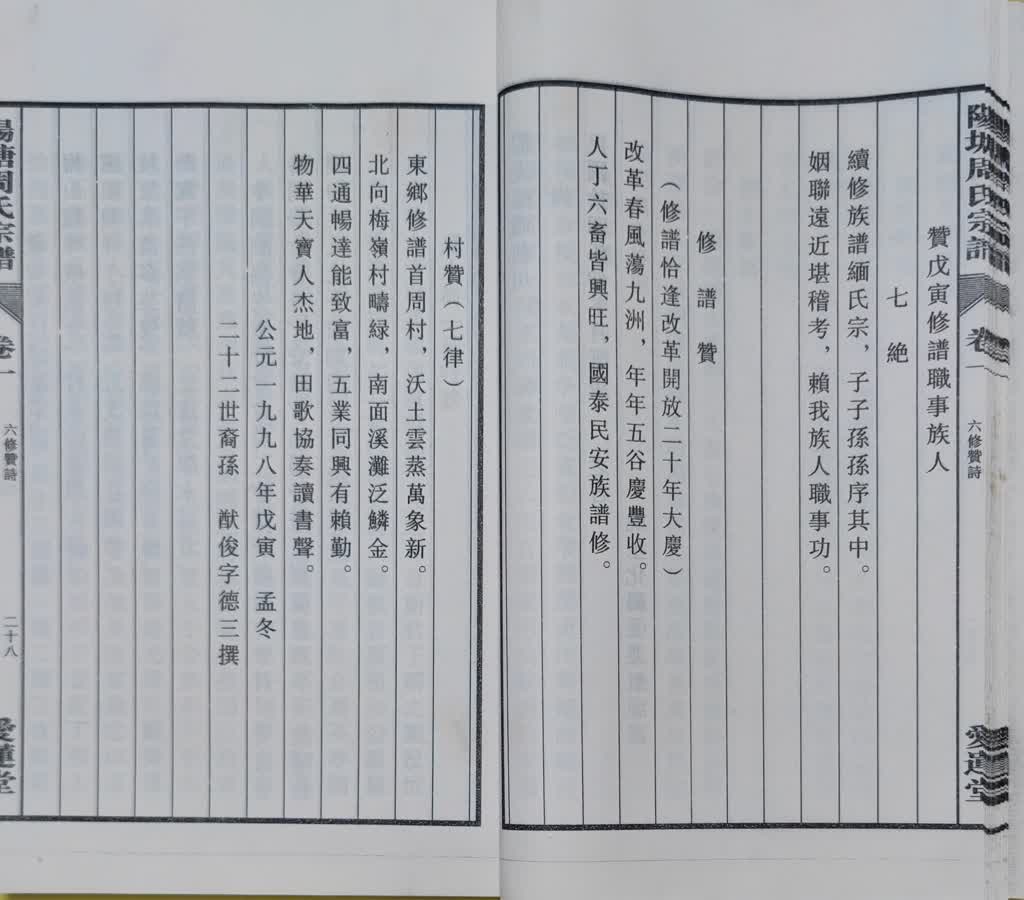 周氏宗譜
卷一
六修贊詩
愛蓮堂
贊戊寅修譜職事族人
七絶
續修族譜緬氏宗，子子孫孫序其中。
姻聯遠近堪稽考，賴我族人職事功。
修譜贊
（修譜恰逢改革開放二十年大慶）
改革春風蕩九洲，年年五谷慶豐收。
人丁六畜皆興旺，國泰民安族譜修。
村贊（七律）
東鄉修譜首周村，沃土雲蒸萬象新。
北向梅嶺村疇緑，南面溪灘泛鱗金。
四通暢達能致富，五業同興有賴勤。
物華天寶人杰地，田歌協奏讀書聲。
公元一九九八年戊寅 孟冬
二十二世裔孫 猷俊字德三撰
塘周氏宗譜
卷一
六修贊詩
二十八
愛蓮堂